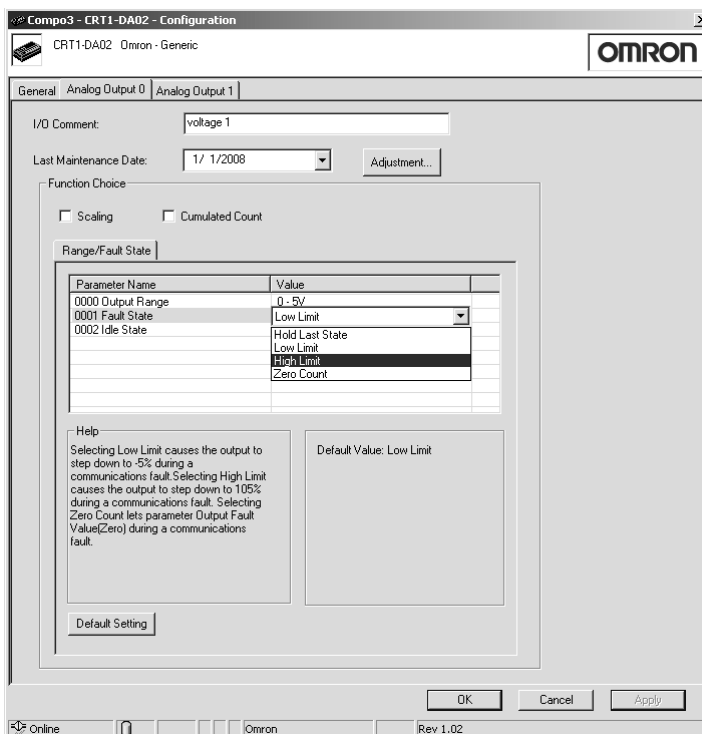 Compo3 - CRT1-DA02 - Configuration
CRT1-DA02 Omron - Generic
OMRON
General
Analog Output 0
Analog Output 1
I/O Comment:
voltage 1
Last Maintenance Date:
1/ 1/2008
Adjustment...
Function Choice
Scaling
Cumulated Count
Range/Fault State
Parameter Name
Value
0000 Output Range
0 - 5V
0001 Fault State
Low Limit
0002 Idle State
Hold Last State
Low Limit
High Limit
Zero Count
Help
Selecting Low Limit causes the output to
step down to -5% during a
communications fault.Selecting High Limit
causes the output to step down to 105%
during a communications fault. Selecting
Zero Count lets parameter Output Fault
Value(Zero) during a communications
fault.
Default Value: Low Limit
Default Setting
OK
Cancel
Apply
Online
Omron
Rev 1.02